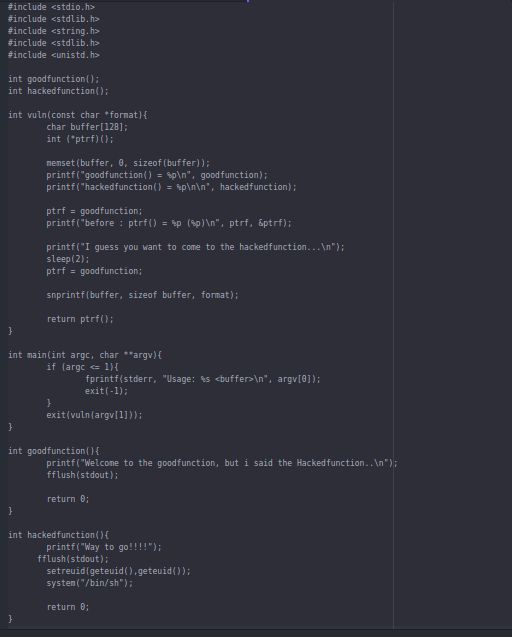 #include <stdio.h>
#include <stdlib.h>
#include <string.h>
#include <stdlib.h>
#include <unistd.h>
int goodfunction();
int hackedfunction();
int vuln(const char *format){
char buffer[128];
int (*ptrf)();
memset(buffer, 0, sizeof(buffer));
printf("goodfunction() = %p\n", goodfunction);
printf("hackedfunction() = %p\n\n", hackedfunction);
ptrf = goodfunction;
printf("before : ptrf() = %p (%p)\n", ptrf, &ptrf);
printf("I guess you want to come to the hackedfunction...\n");
sleep(2);
ptrf = goodfunction;
snprintf(buffer, sizeof buffer, format);
return ptrf();
}
int main(int argc, char **argv){
if (argc <= 1){
fprintf(stderr, "Usage: %s <buffer>\n", argv[0]);
exit(-1);
}
exit(vuln(argv[1]));
}
int goodfunction(){
printf("Welcome to the goodfunction, but i said the Hackedfunction..\n");
fflush(stdout);
return 0;
}
int hackedfunction(){
printf("Way to go!!!!");
fflush(stdout);
setreuid(geteuid(),geteuid());
system("/bin/sh");
return 0;
}